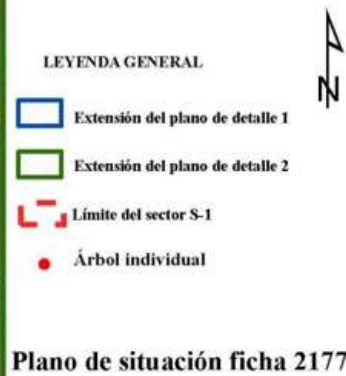 N
LEYENDA GENERAL
Extensión del plano de detalle 1
Extensión del plano de detalle 2
Límite del sector S-1
Árbol individual
Plano de situación ficha 2177